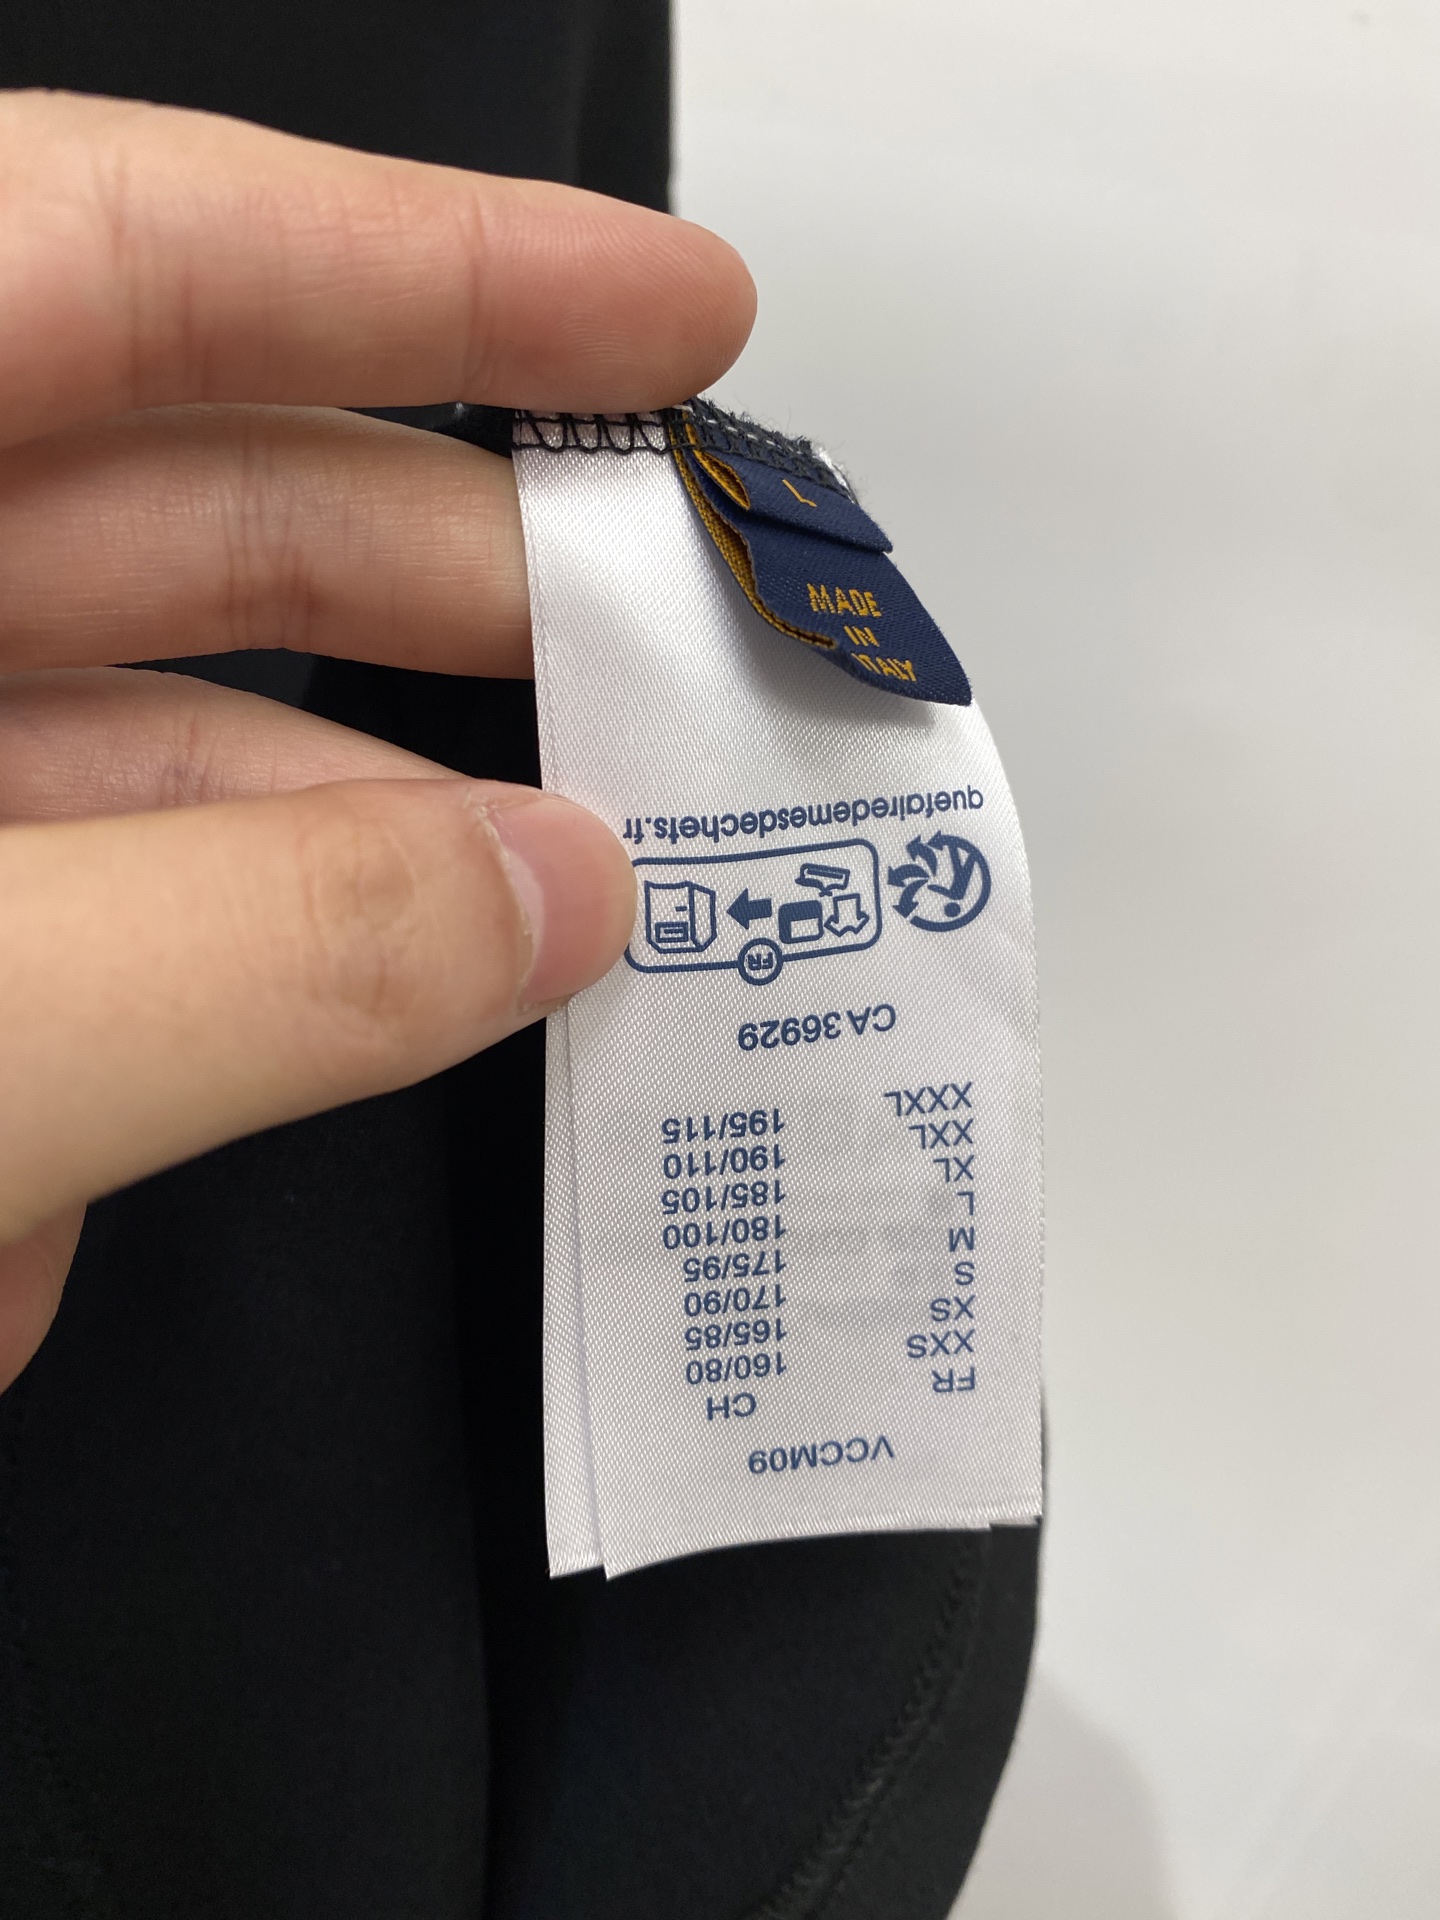 L
MADE
IN
ITALY
VCCM09
FR CH
XXS 160/80
XS 165/85
S 170/90
M 175/95
L 180/100
XL 185/105
XXL 190/110
XXXL 195/115
CA 36929
FR
quefairedemesdechets.fr